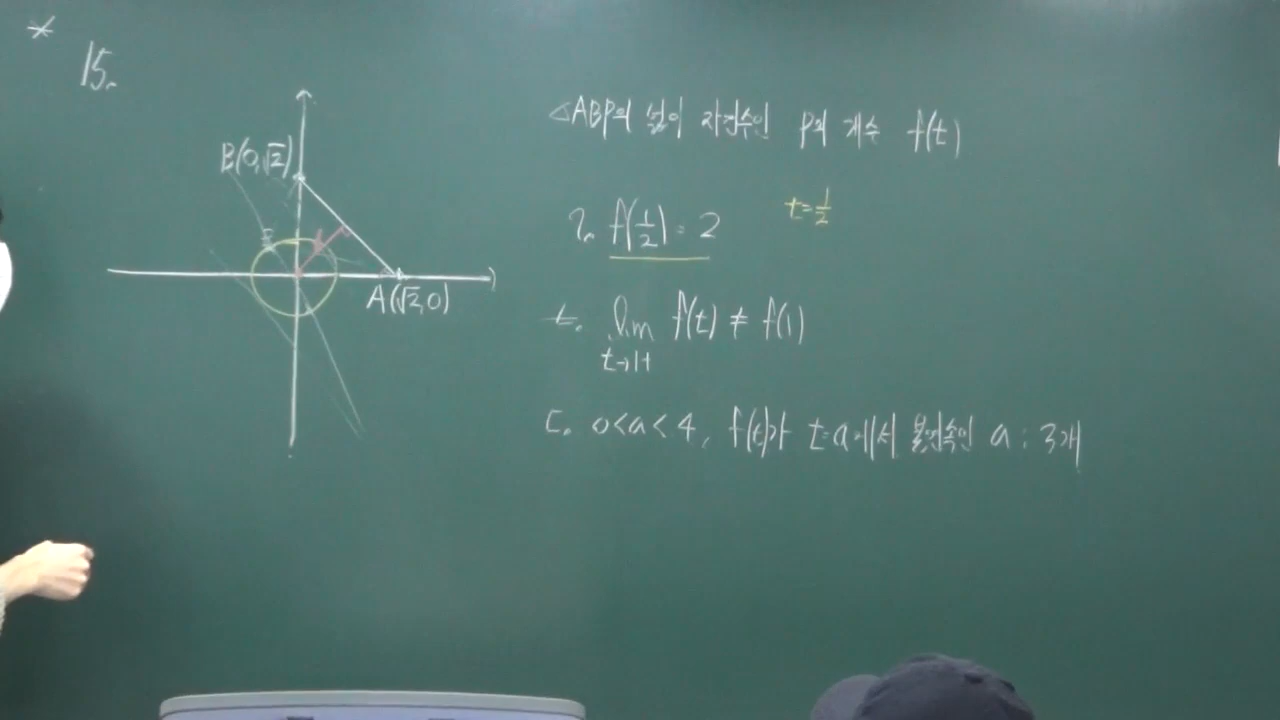 *
15.
△ABP의 넓이 자연수인 P의 개수 f(t)
B(0,√2)
A(√2,0)
ㄱ. f(1/2) = 2
t=1/2
ㄴ. lim f(t) ≠ f(1)
t→1+
ㄷ. 0<a<4, f(t)가 t=a에서 불연속인 a : 3개